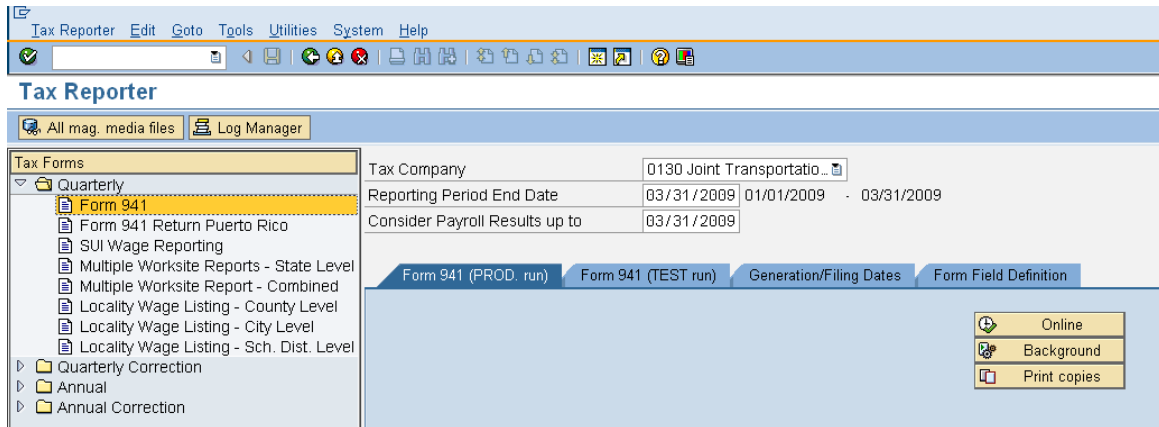 Tax Reporter Edit Goto Tools Utilities System Help
Tax Reporter
All mag. media files Log Manager
Tax Forms
Quarterly
Form 941
Form 941 Return Puerto Rico
SUI Wage Reporting
Multiple Worksite Reports - State Level
Multiple Worksite Report - Combined
Locality Wage Listing - County Level
Locality Wage Listing - City Level
Locality Wage Listing - Sch. Dist. Level
Quarterly Correction
Annual
Annual Correction
Tax Company 0130 Joint Transportatio...
Reporting Period End Date 03/31/2009 01/01/2009 - 03/31/2009
Consider Payroll Results up to 03/31/2009
Form 941 (PROD. run) Form 941 (TEST run) Generation/Filing Dates Form Field Definition
Online
Background
Print copies